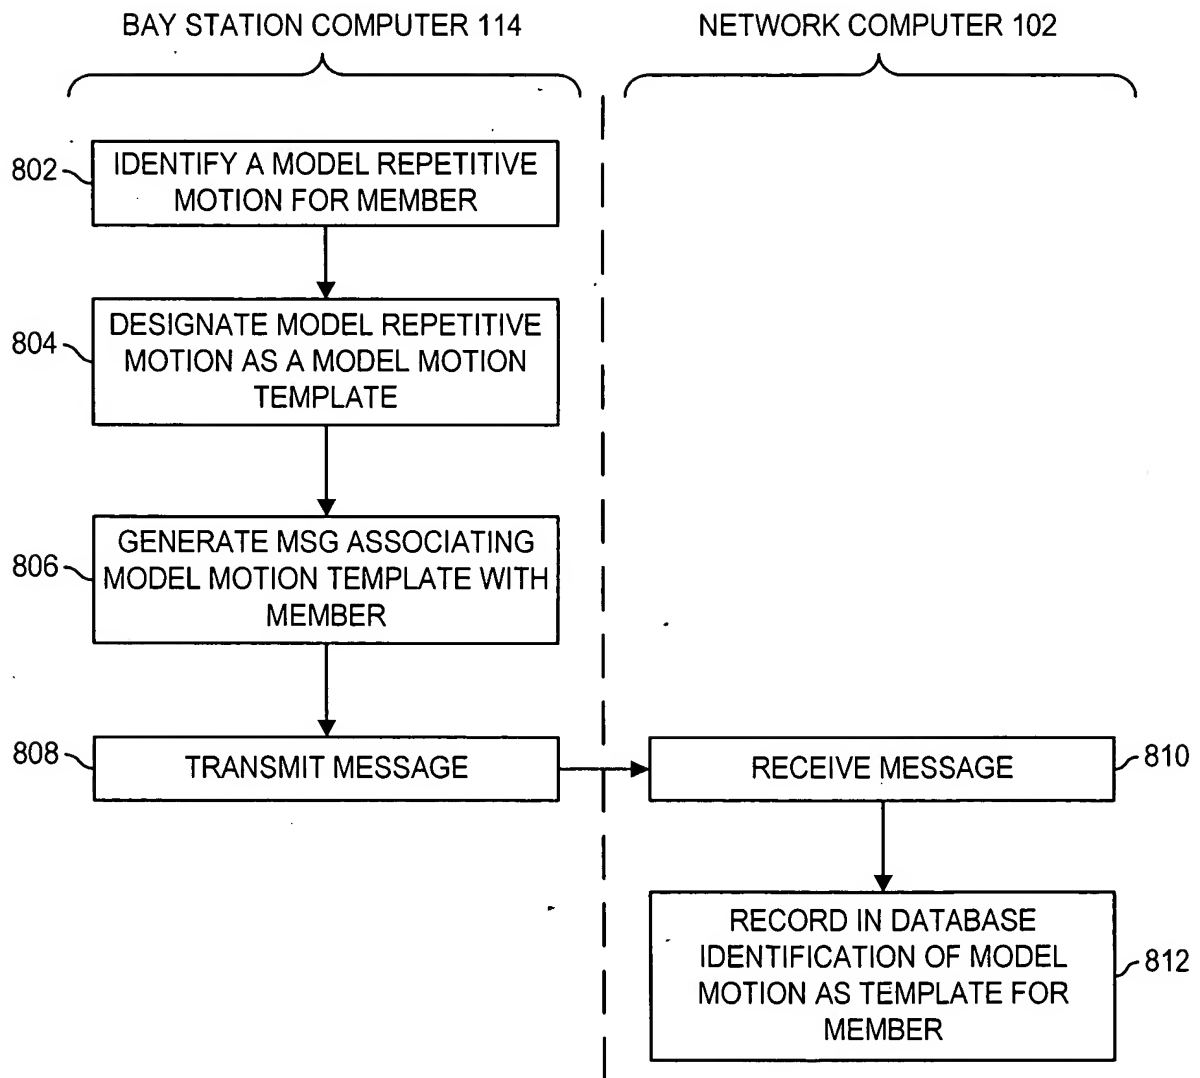 BAY STATION COMPUTER 114
NETWORK COMPUTER 102
802
IDENTIFY A MODEL REPETITIVE
MOTION FOR MEMBER
804
DESIGNATE MODEL REPETITIVE
MOTION AS A MODEL MOTION
TEMPLATE
806
GENERATE MSG ASSOCIATING
MODEL MOTION TEMPLATE WITH
MEMBER
808
TRANSMIT MESSAGE
RECEIVE MESSAGE
810
RECORD IN DATABASE
IDENTIFICATION OF MODEL
MOTION AS TEMPLATE FOR
MEMBER
812